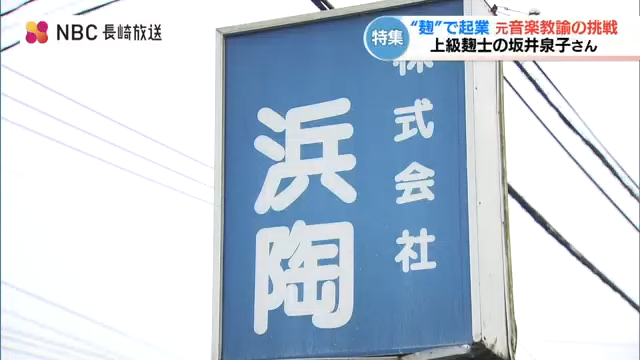 NBC 長崎放送
特集
“麹”で起業 元音楽教諭の挑戦
上級麹士の坂井泉子さん
株式会社
浜陶